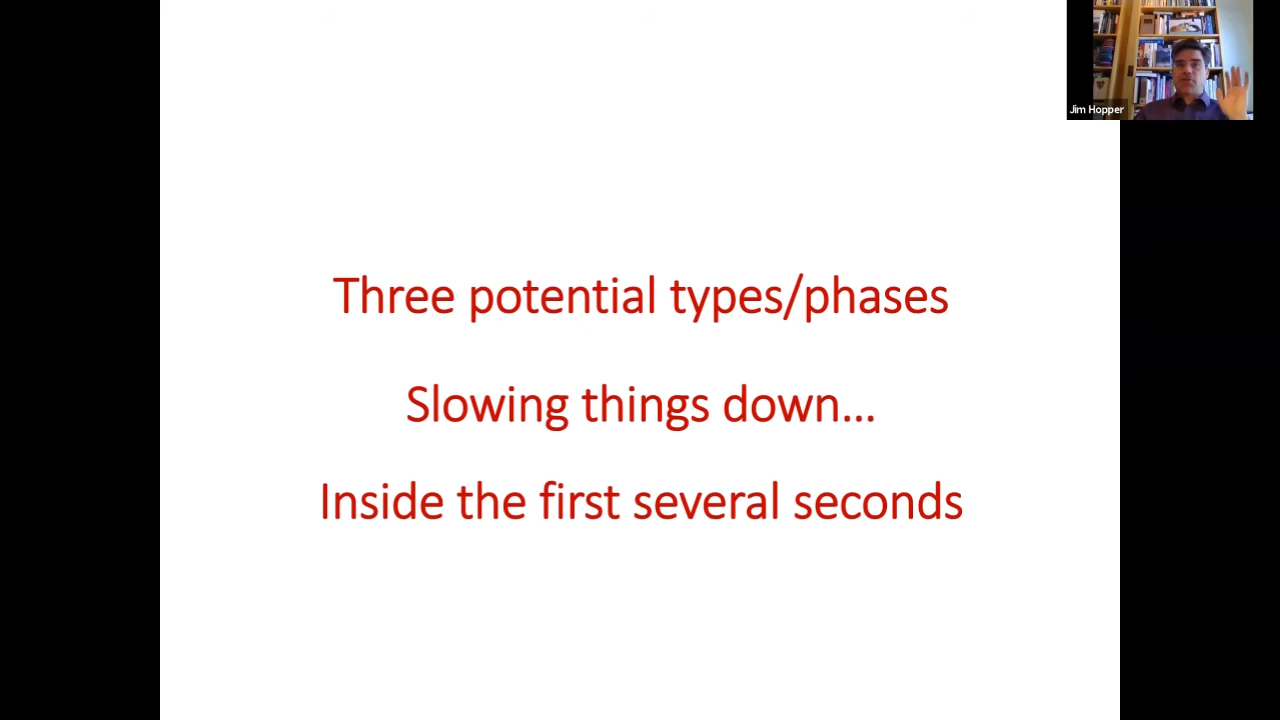 Jim Hopper
Three potential types/phases
Slowing things down...
Inside the first several seconds